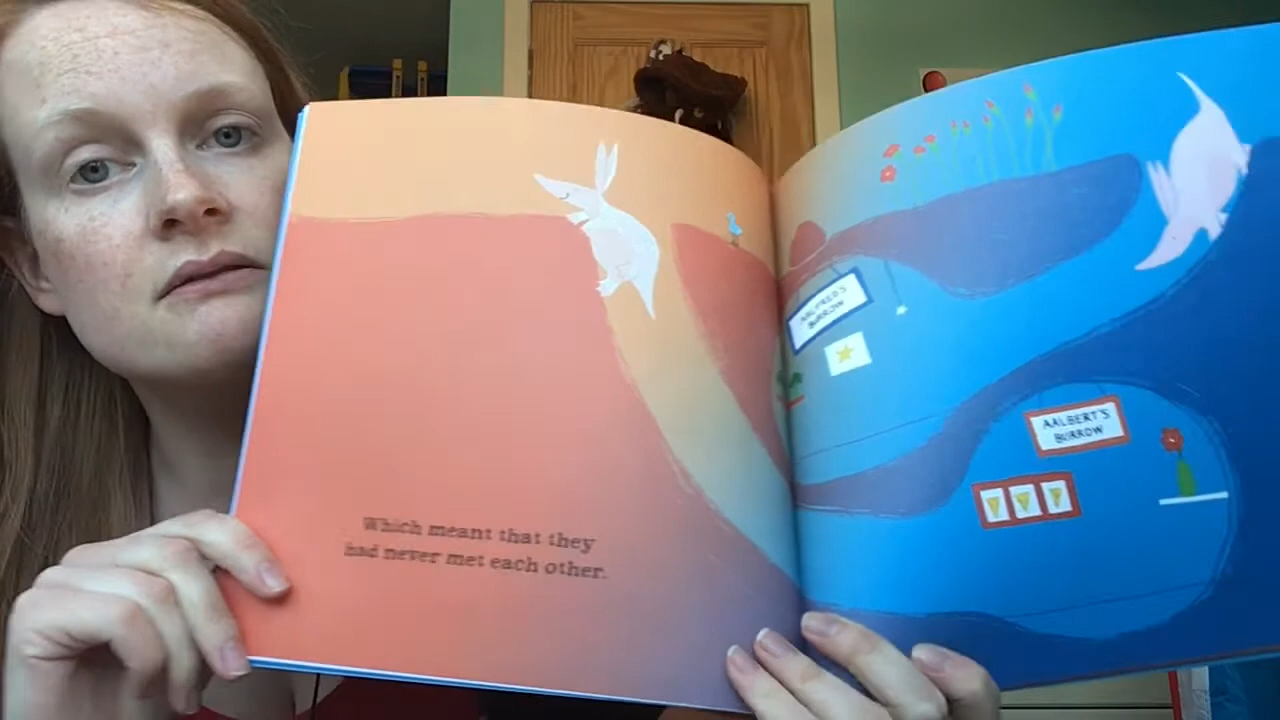 Which meant that they
had never met each other.
AALFRED'S
BURROW
AALBERT'S
BURROW